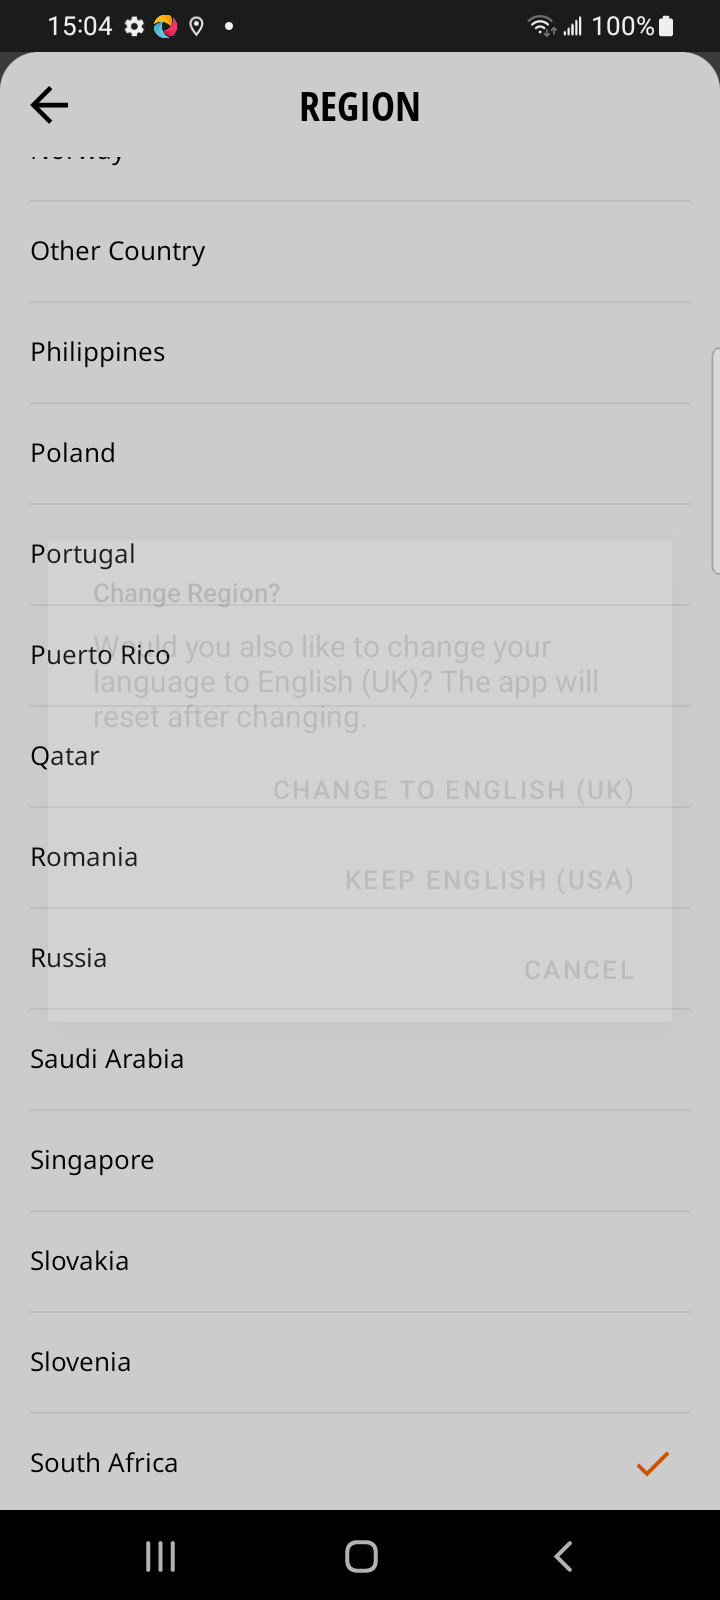 15:04
100%
REGION
Norway
Other Country
Philippines
Poland
Portugal
Change Region?
Would you also like to change your
Puerto Rico
language to English (UK)? The app will
reset after changing.
Qatar
CHANGE TO ENGLISH (UK)
Romania
KEEP ENGLISH (USA)
Russia
CANCEL
Saudi Arabia
Singapore
Slovakia
Slovenia
South Africa